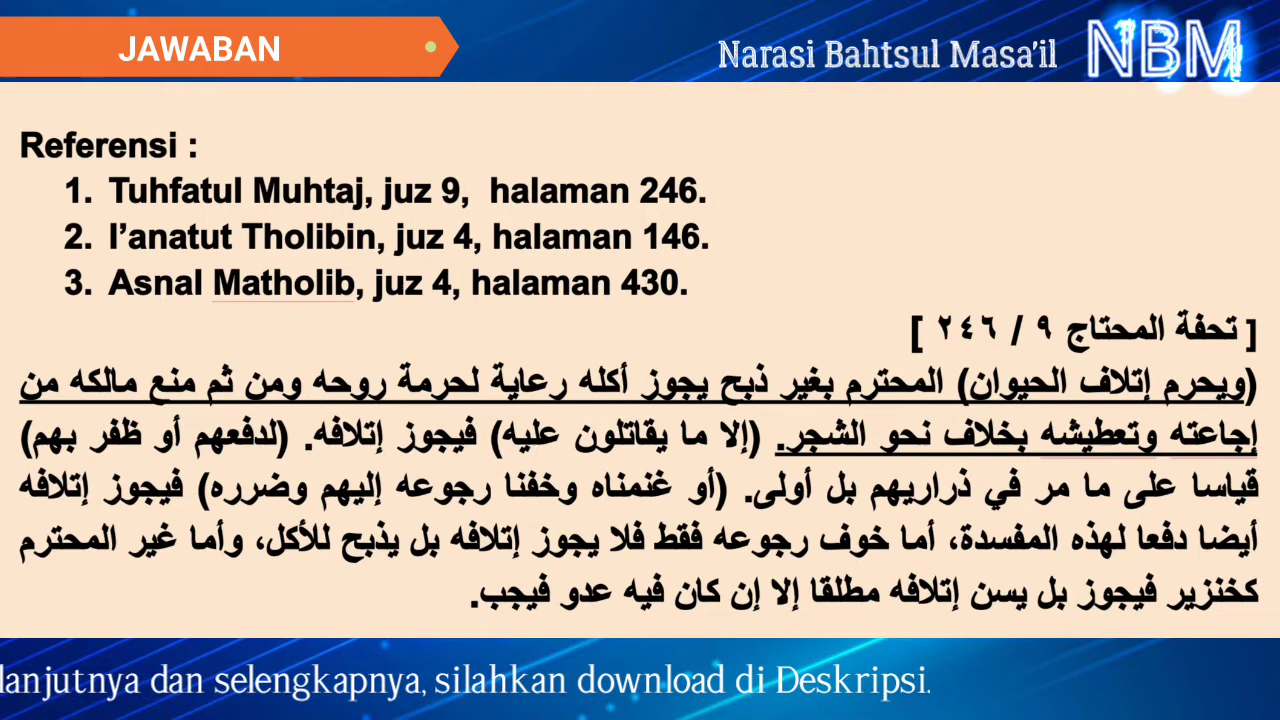 JAWABAN
Narasi Bahtsul Masa'il
NBM
Referensi :
1. Tuhfatul Muhtaj, juz 9, halaman 246.
2. I'anatut Tholibin, juz 4, halaman 146.
3. Asnal Matholib, juz 4, halaman 430.
[ تحفة المحتاج ٩ / ٢٤٦ ]
(ويحرم إتلاف الحيوان) المحترم بغير ذبح يجوز أكله رعاية لحرمة روحه ومن ثم منع مالكه من
إجاعته وتعطيشه بخلاف نحو الشجر. (إلا ما يقاتلون عليه) فيجوز إتلافه. (لدفعهم أو ظفر بهم)
قياسا على ما مر في ذراريهم بل أولى. (أو غنمناه وخفنا رجوعه إليهم وضرره) فيجوز إتلافه
أيضا دفعا لهذه المفسدة، أما خوف رجوعه فقط فلا يجوز إتلافه بل يذبح للأكل، وأما غير المحترم
كخنزير فيجوز بل يسن إتلافه مطلقا إلا إن كان فيه عدو فيجب.
lanjutnya dan selengkapnya, silahkan download di Deskripsi.